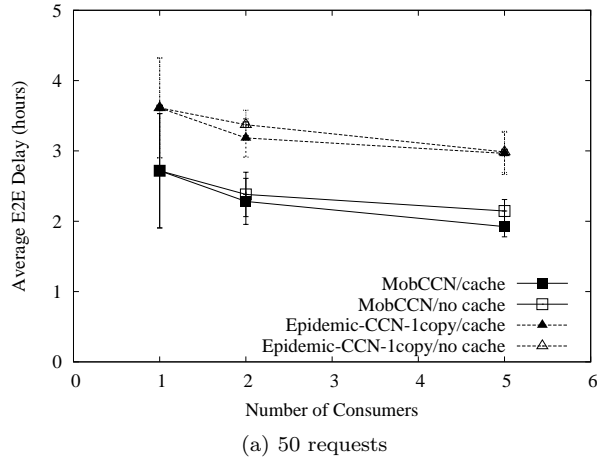 5
4
3
2
1
0
0 1 2 3 4 5 6
Average E2E Delay (hours)
Number of Consumers
MobCCN/cache
MobCCN/no cache
Epidemic-CCN-1copy/cache
Epidemic-CCN-1copy/no cache
(a) 50 requests